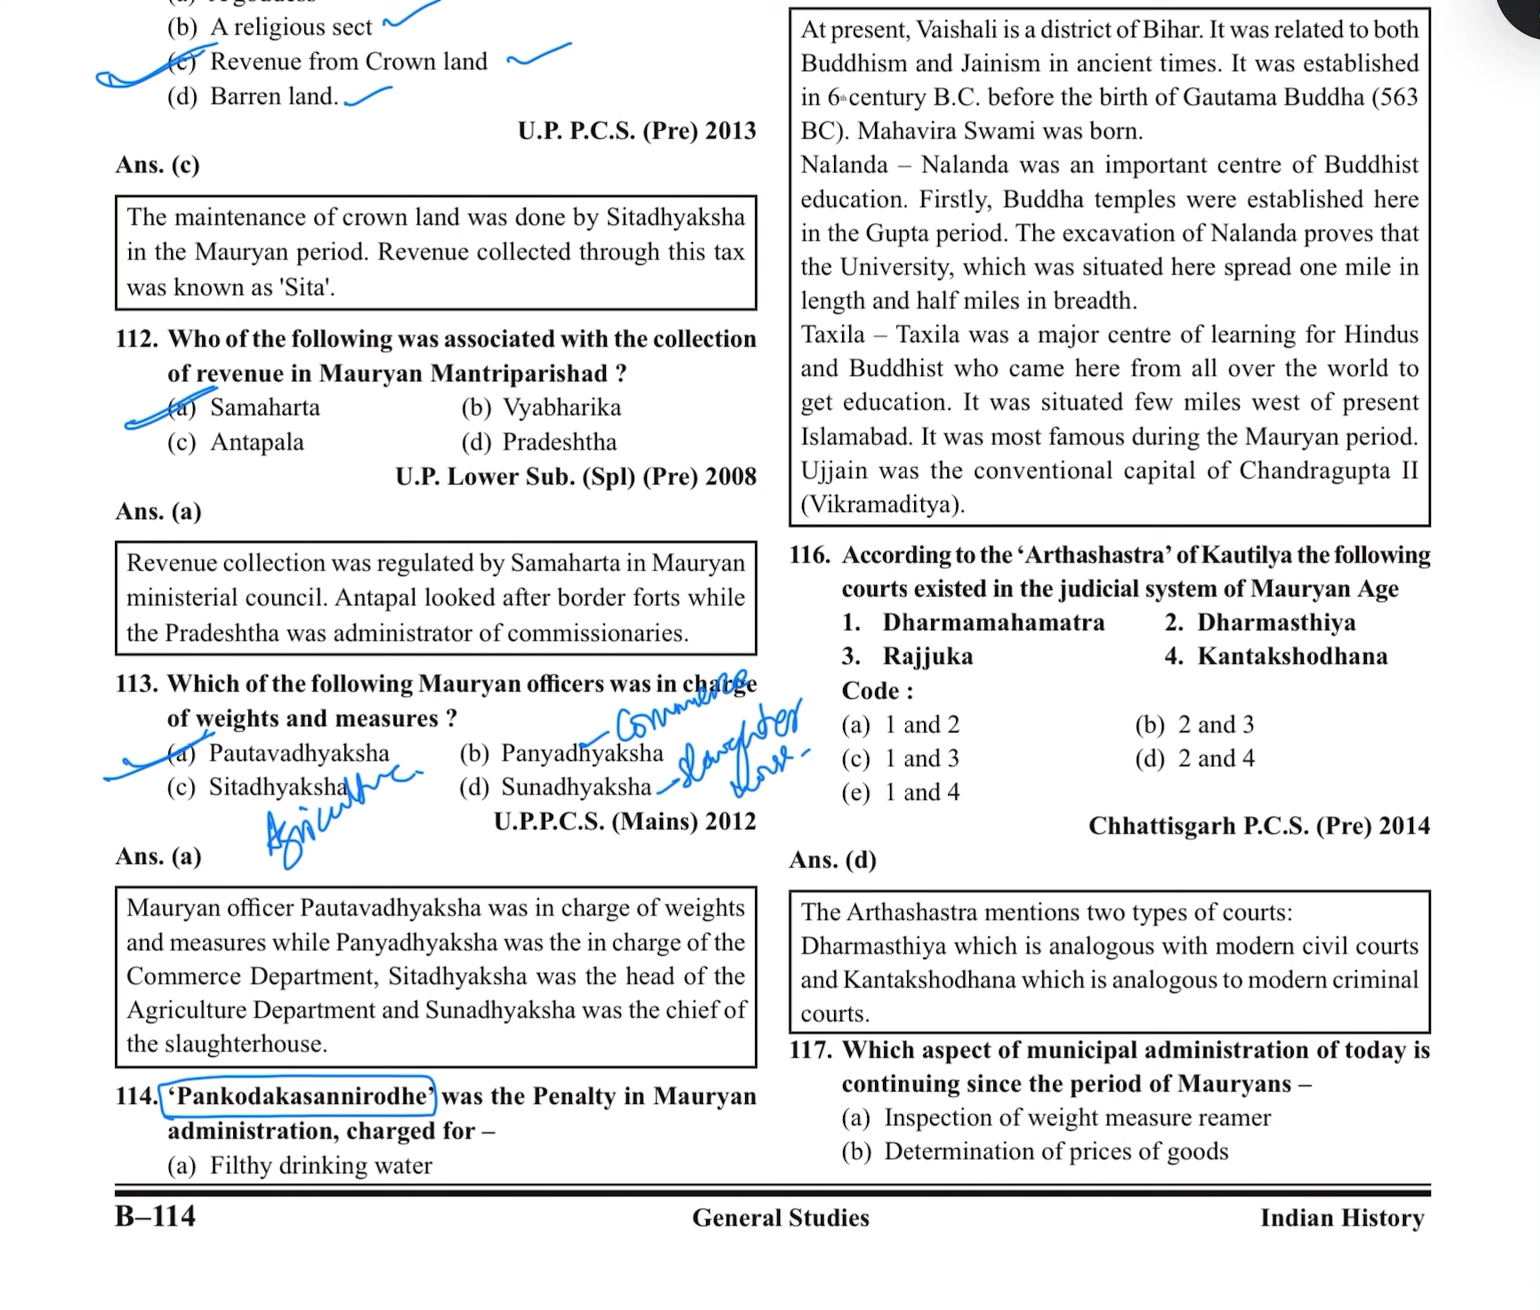 (b) A religious sect
(c) Revenue from Crown land
(d) Barren land.
U.P. P.C.S. (Pre) 2013
Ans. (c)
The maintenance of crown land was done by Sitadhyaksha
in the Mauryan period. Revenue collected through this tax
was known as 'Sita'.
112. Who of the following was associated with the collection
of revenue in Mauryan Mantriparishad ?
(a) Samaharta (b) Vyabharika
(c) Antapala (d) Pradeshtha
U.P. Lower Sub. (Spl) (Pre) 2008
Ans. (a)
Revenue collection was regulated by Samaharta in Mauryan
ministerial council. Antapal looked after border forts while
the Pradeshtha was administrator of commissionaries.
113. Which of the following Mauryan officers was in charge
of weights and measures ?
(a) Pautavadhyaksha (b) Panyadhyaksha
Commerce
(c) Sitadhyaksha (d) Sunadhyaksha
Slaughter
Agriculture
U.P.P.C.S. (Mains) 2012
Ans. (a)
Mauryan officer Pautavadhyaksha was in charge of weights
and measures while Panyadhyaksha was the in charge of the
Commerce Department, Sitadhyaksha was the head of the
Agriculture Department and Sunadhyaksha was the chief of
the slaughterhouse.
114. ‘Pankodakasannirodhe’ was the Penalty in Mauryan
administration, charged for –
(a) Filthy drinking water
At present, Vaishali is a district of Bihar. It was related to both
Buddhism and Jainism in ancient times. It was established
in 6th century B.C. before the birth of Gautama Buddha (563
BC). Mahavira Swami was born.
Nalanda – Nalanda was an important centre of Buddhist
education. Firstly, Buddha temples were established here
in the Gupta period. The excavation of Nalanda proves that
the University, which was situated here spread one mile in
length and half miles in breadth.
Taxila – Taxila was a major centre of learning for Hindus
and Buddhist who came here from all over the world to
get education. It was situated few miles west of present
Islamabad. It was most famous during the Mauryan period.
Ujjain was the conventional capital of Chandragupta II
(Vikramaditya).
116. According to the ‘Arthashastra’ of Kautilya the following
courts existed in the judicial system of Mauryan Age
1. Dharmamahamatra 2. Dharmasthiya
3. Rajjuka 4. Kantakshodhana
Code :
(a) 1 and 2 (b) 2 and 3
(c) 1 and 3 (d) 2 and 4
(e) 1 and 4
Chhattisgarh P.C.S. (Pre) 2014
Ans. (d)
The Arthashastra mentions two types of courts:
Dharmasthiya which is analogous with modern civil courts
and Kantakshodhana which is analogous to modern criminal
courts.
117. Which aspect of municipal administration of today is
continuing since the period of Mauryans –
(a) Inspection of weight measure reamer
(b) Determination of prices of goods
B–114 General Studies Indian History